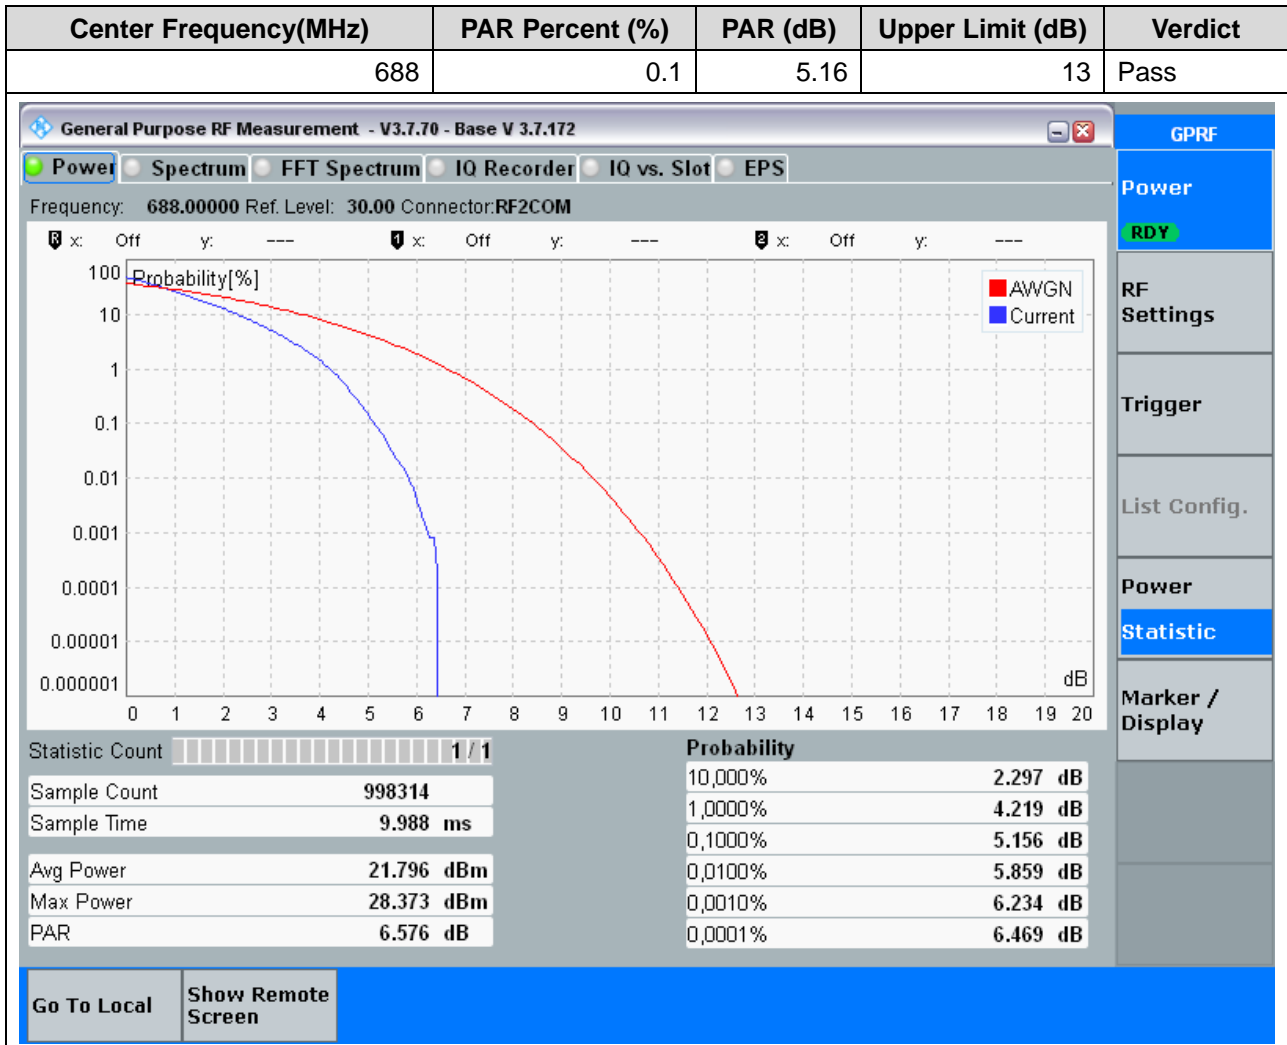 Center Frequency(MHz) PAR Percent (%) PAR (dB) Upper Limit (dB) Verdict
688 0.1 5.16 13 Pass
General Purpose RF Measurement - V3.7.70 - Base V 3.7.172
GPRF
Power Spectrum FFT Spectrum IQ Recorder IQ vs. Slot EPS
Power
RDY
Frequency: 688.00000 Ref. Level: 30.00 Connector:RF2COM
R x: Off y: --- 1 x: Off y: --- 2 x: Off y: ---
Probability[%]
AWGN
Current
100
10
1
0.1
0.01
0.001
0.0001
0.00001
0.000001
dB
0 1 2 3 4 5 6 7 8 9 10 11 12 13 14 15 16 17 18 19 20
RF
Settings
Trigger
List Config.
Power
Statistic
Marker /
Display
Statistic Count 1 / 1
Sample Count 998314
Sample Time 9.988 ms
Avg Power 21.796 dBm
Max Power 28.373 dBm
PAR 6.576 dB
Probability
10,000% 2.297 dB
1,0000% 4.219 dB
0,1000% 5.156 dB
0,0100% 5.859 dB
0,0010% 6.234 dB
0,0001% 6.469 dB
Go To Local
Show Remote
Screen